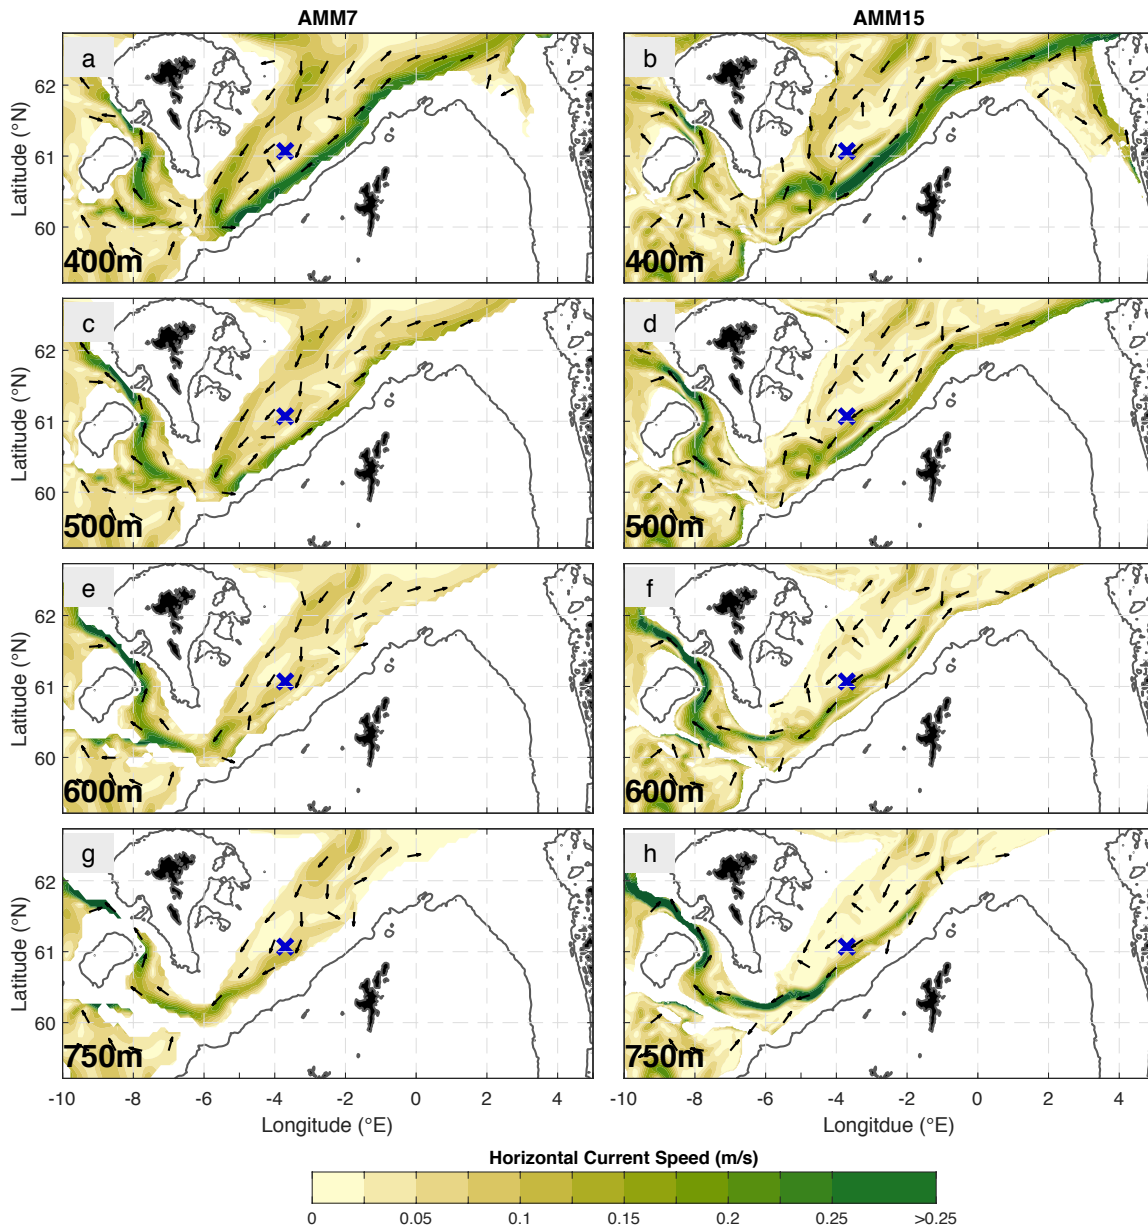 AMM7 AMM15
a b
62
61
60
Latitude (°N)
400m 400m
c d
62
61
60
Latitude (°N)
500m 500m
e f
62
61
60
Latitude (°N)
600m 600m
g h
62
61
60
Latitude (°N)
750m 750m
-10 -8 -6 -4 -2 0 2 4 -10 -8 -6 -4 -2 0 2 4
Longitude (°E) Longitdue (°E)
Horizontal Current Speed (m/s)
0 0.05 0.1 0.15 0.2 0.25 >0.25